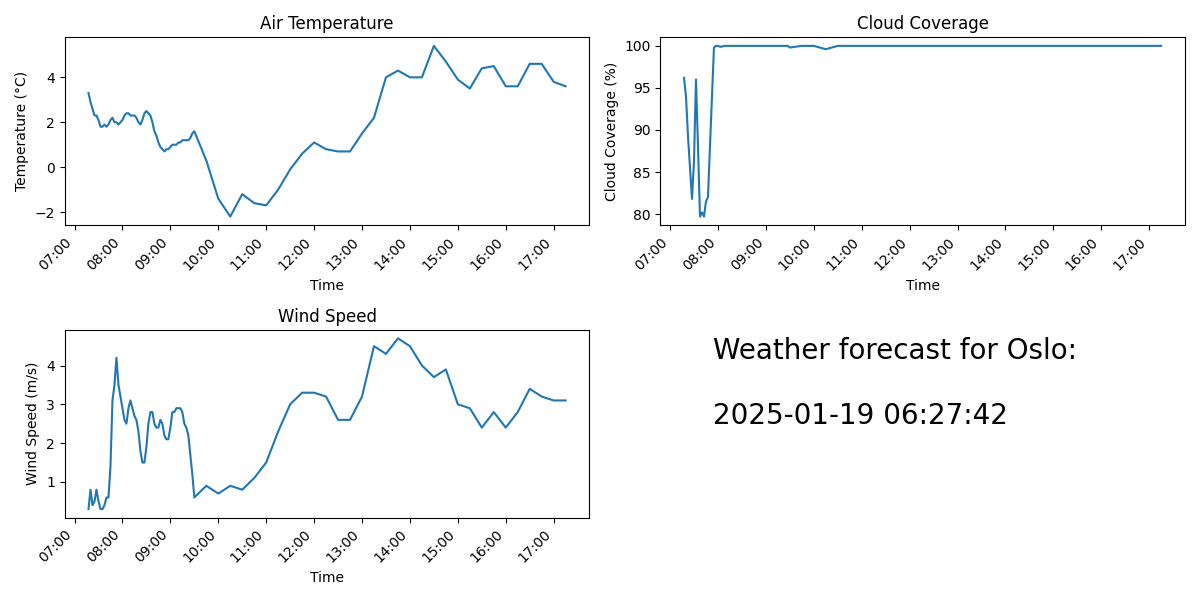 Air Temperature
Temperature (°C)
4
2
0
−2
07:00 08:00 09:00 10:00 11:00 12:00 13:00 14:00 15:00 16:00 17:00
Time
Cloud Coverage
Cloud Coverage (%)
100
95
90
85
80
07:00 08:00 09:00 10:00 11:00 12:00 13:00 14:00 15:00 16:00 17:00
Time
Wind Speed
Wind Speed (m/s)
4
3
2
1
07:00 08:00 09:00 10:00 11:00 12:00 13:00 14:00 15:00 16:00 17:00
Time
Weather forecast for Oslo:
2025-01-19 06:27:42